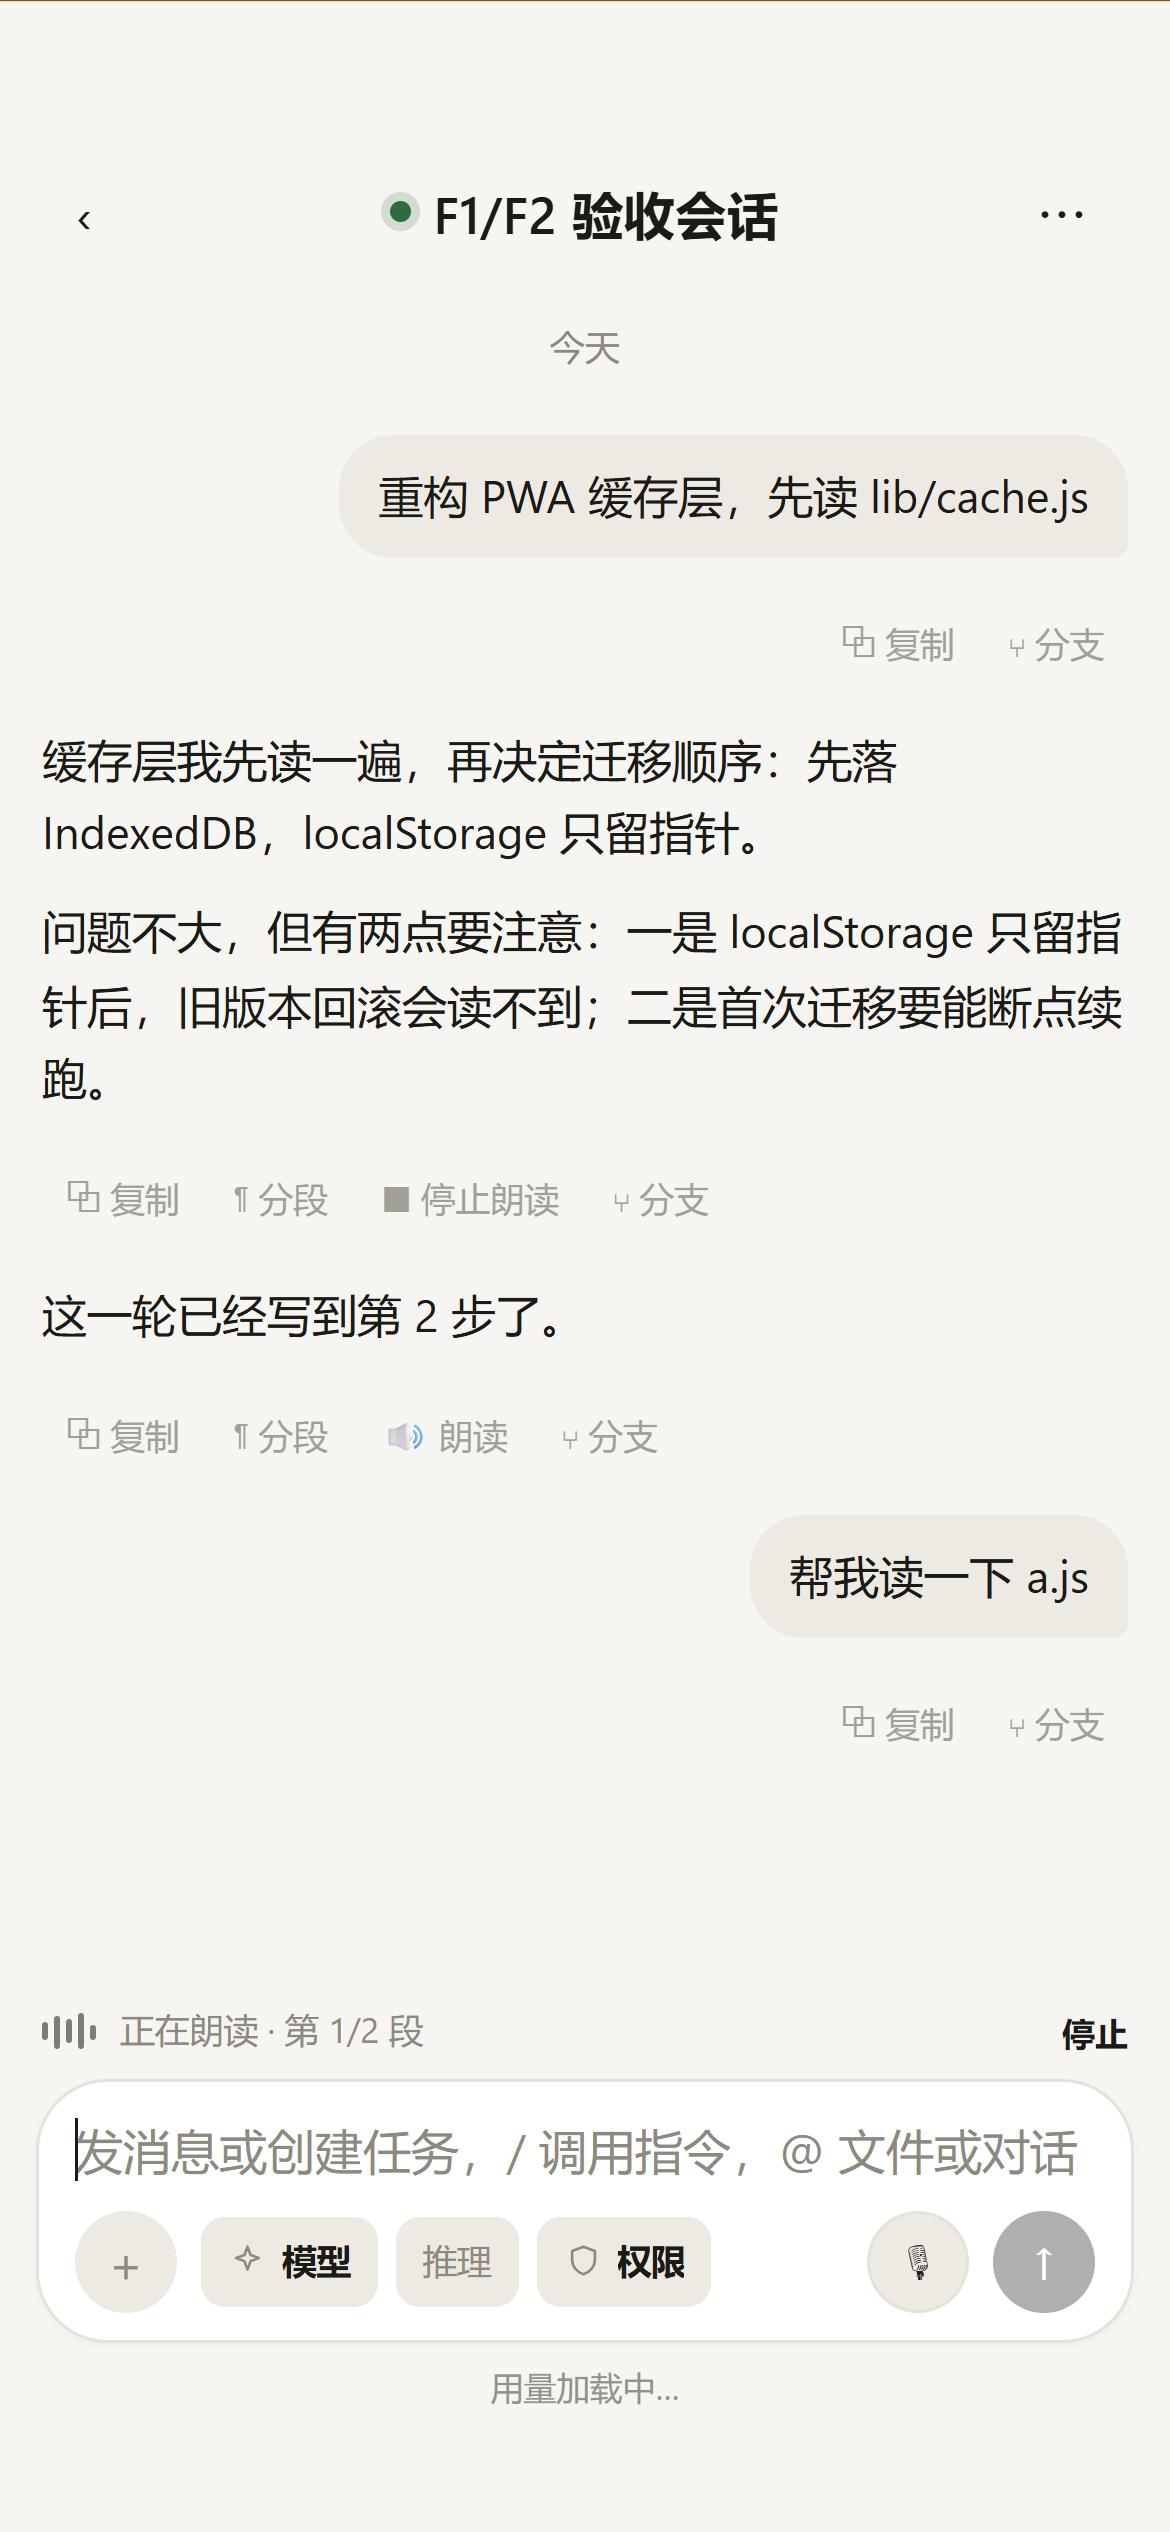 ‹
F1/F2 验收会话
···
今天
重构 PWA 缓存层，先读 lib/cache.js
复制 分支
缓存层我先读一遍，再决定迁移顺序：先落
IndexedDB，localStorage 只留指针。
问题不大，但有两点要注意：一是 localStorage 只留指
针后，旧版本回滚会读不到；二是首次迁移要能断点续
跑。
复制 ¶ 分段 停止朗读 分支
这一轮已经写到第 2 步了。
复制 ¶ 分段 朗读 分支
帮我读一下 a.js
复制 分支
正在朗读 · 第 1/2 段 停止
发消息或创建任务，/ 调用指令，@ 文件或对话
+ 模型 推理 权限 ↑
用量加载中...